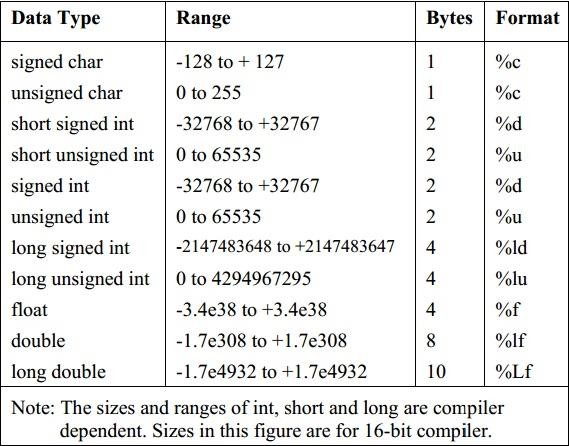 Data Type Range Bytes Format
signed char -128 to + 127 1 %c
unsigned char 0 to 255 1 %c
short signed int -32768 to +32767 2 %d
short unsigned int 0 to 65535 2 %u
signed int -32768 to +32767 2 %d
unsigned int 0 to 65535 2 %u
long signed int -2147483648 to +2147483647 4 %ld
long unsigned int 0 to 4294967295 4 %lu
float -3.4e38 to +3.4e38 4 %f
double -1.7e308 to +1.7e308 8 %lf
long double -1.7e4932 to +1.7e4932 10 %Lf
Note: The sizes and ranges of int, short and long are compiler
dependent. Sizes in this figure are for 16-bit compiler.